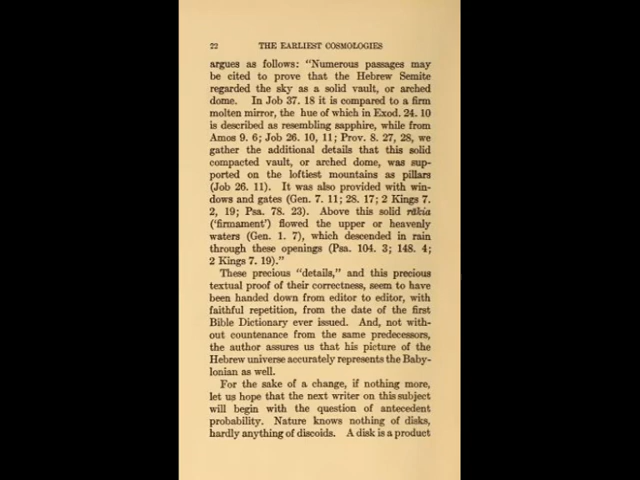 22 THE EARLIEST COSMOLOGIES
argues as follows: "Numerous passages may
be cited to prove that the Hebrew Semite
regarded the sky as a solid vault, or arched
dome. In Job 37. 18 it is compared to a firm
molten mirror, the hue of which in Exod. 24. 10
is described as resembling sapphire, while from
Amos 9. 6; Job 26. 10, 11; Prov. 8. 27, 28, we
gather the additional details that this solid
compacted vault, or arched dome, was sup-
ported on the loftiest mountains as pillars
(Job 26. 11). It was also provided with win-
dows and gates (Gen. 7. 11; 28. 17; 2 Kings 7.
2, 19; Psa. 78. 23). Above this solid rākia
('firmament') flowed the upper or heavenly
waters (Gen. 1. 7), which descended in rain
through these openings (Psa. 104. 3; 148. 4;
2 Kings 7. 19)."
These precious "details," and this precious
textual proof of their correctness, seem to have
been handed down from editor to editor, with
faithful repetition, from the date of the first
Bible Dictionary ever issued. And, not with-
out countenance from the same predecessors,
the author assures us that his picture of the
Hebrew universe accurately represents the Baby-
lonian as well.
For the sake of a change, if nothing more,
let us hope that the next writer on this subject
will begin with the question of antecedent
probability. Nature knows nothing of disks,
hardly anything of discoids. A disk is a product